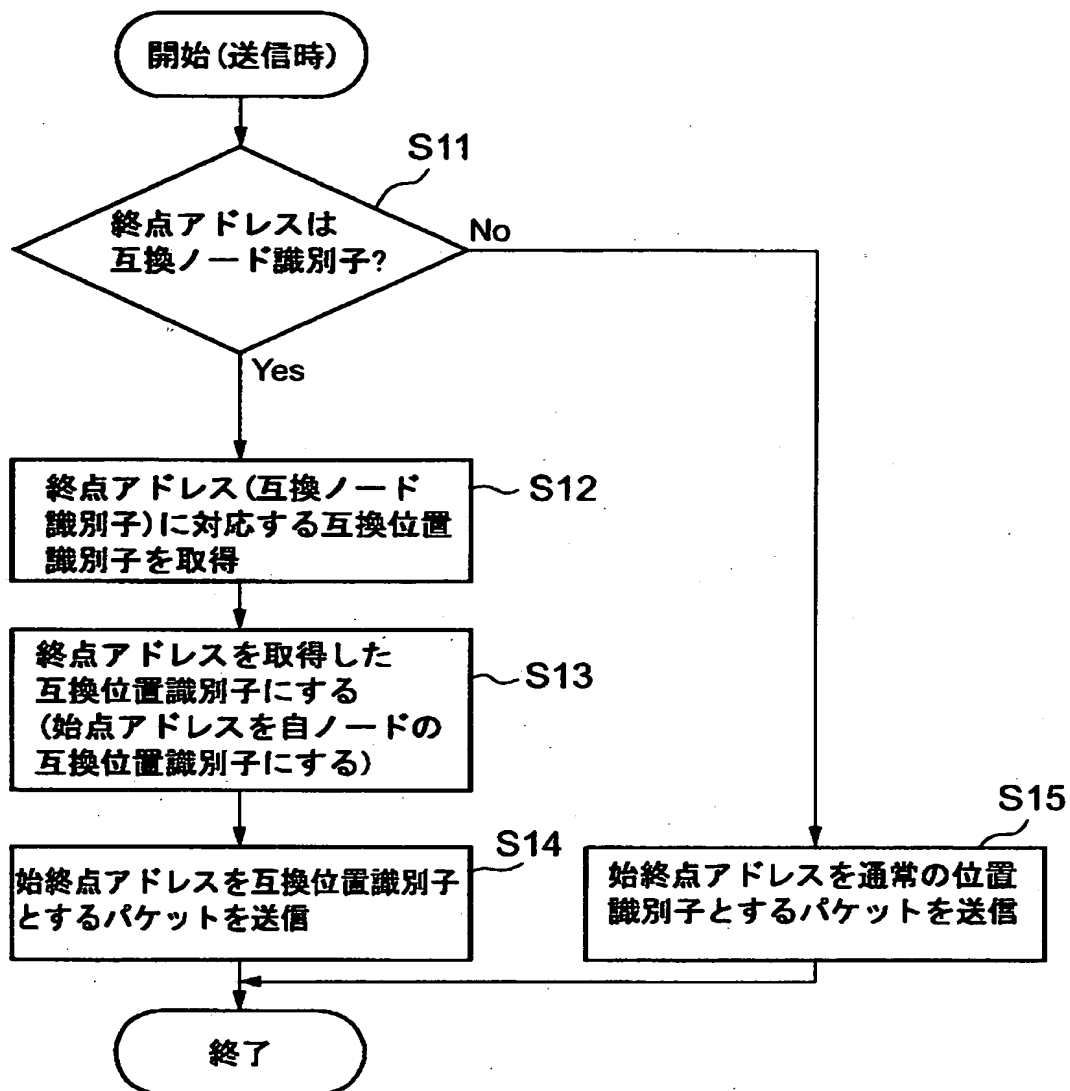 開始(送信時)
S11
終点アドレスは
互換ノード識別子?
No
Yes
終点アドレス(互換ノード
識別子)に対応する互換位置
識別子を取得
S12
終点アドレスを取得した
互換位置識別子にする
(始点アドレスを自ノードの
互換位置識別子にする)
S13
始終点アドレスを互換位置識別子
とするパケットを送信
S14
始終点アドレスを通常の位置
識別子とするパケットを送信
S15
終了